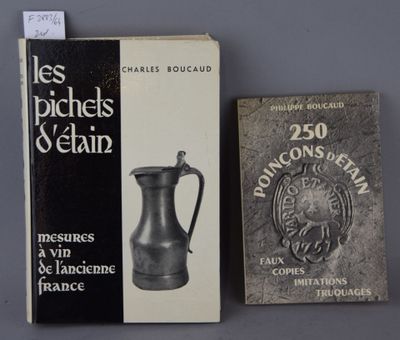 les
pichets
d'étain
CHARLES BOUCAUD
mesures
à vin
de l'ancienne
france
PHILIPPE BOUCAUD
250
POINÇONS D'ÉTAIN
1751
FAUX
COPIES
IMITATIONS
TRUQUAGES